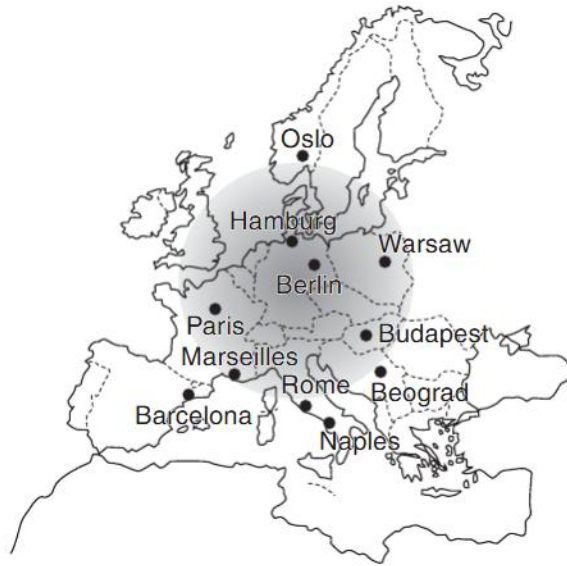 Oslo
Hamburg
Warsaw
Berlin
Paris
Budapest
Marseilles
Rome
Beograd
Barcelona
Naples